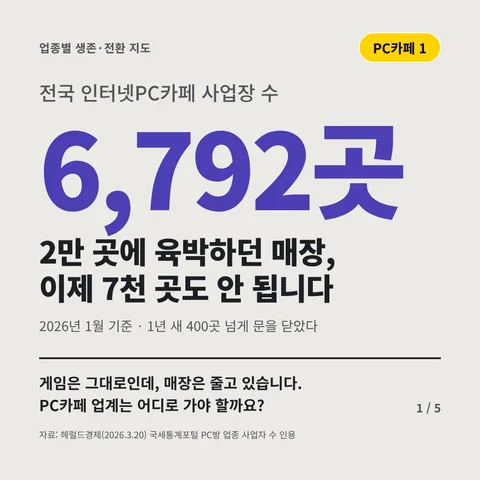 업종별 생존·전환 지도
PC카페 1
전국 인터넷PC카페 사업장 수
6,792곳
2만 곳에 육박하던 매장,
이제 7천 곳도 안 됩니다
2026년 1월 기준 · 1년 새 400곳 넘게 문을 닫았다
게임은 그대로인데, 매장은 줄고 있습니다.
PC카페 업계는 어디로 가야 할까요?
1 / 5
자료: 헤럴드경제(2026.3.20) 국세통계포털 PC방 업종 사업자 수 인용